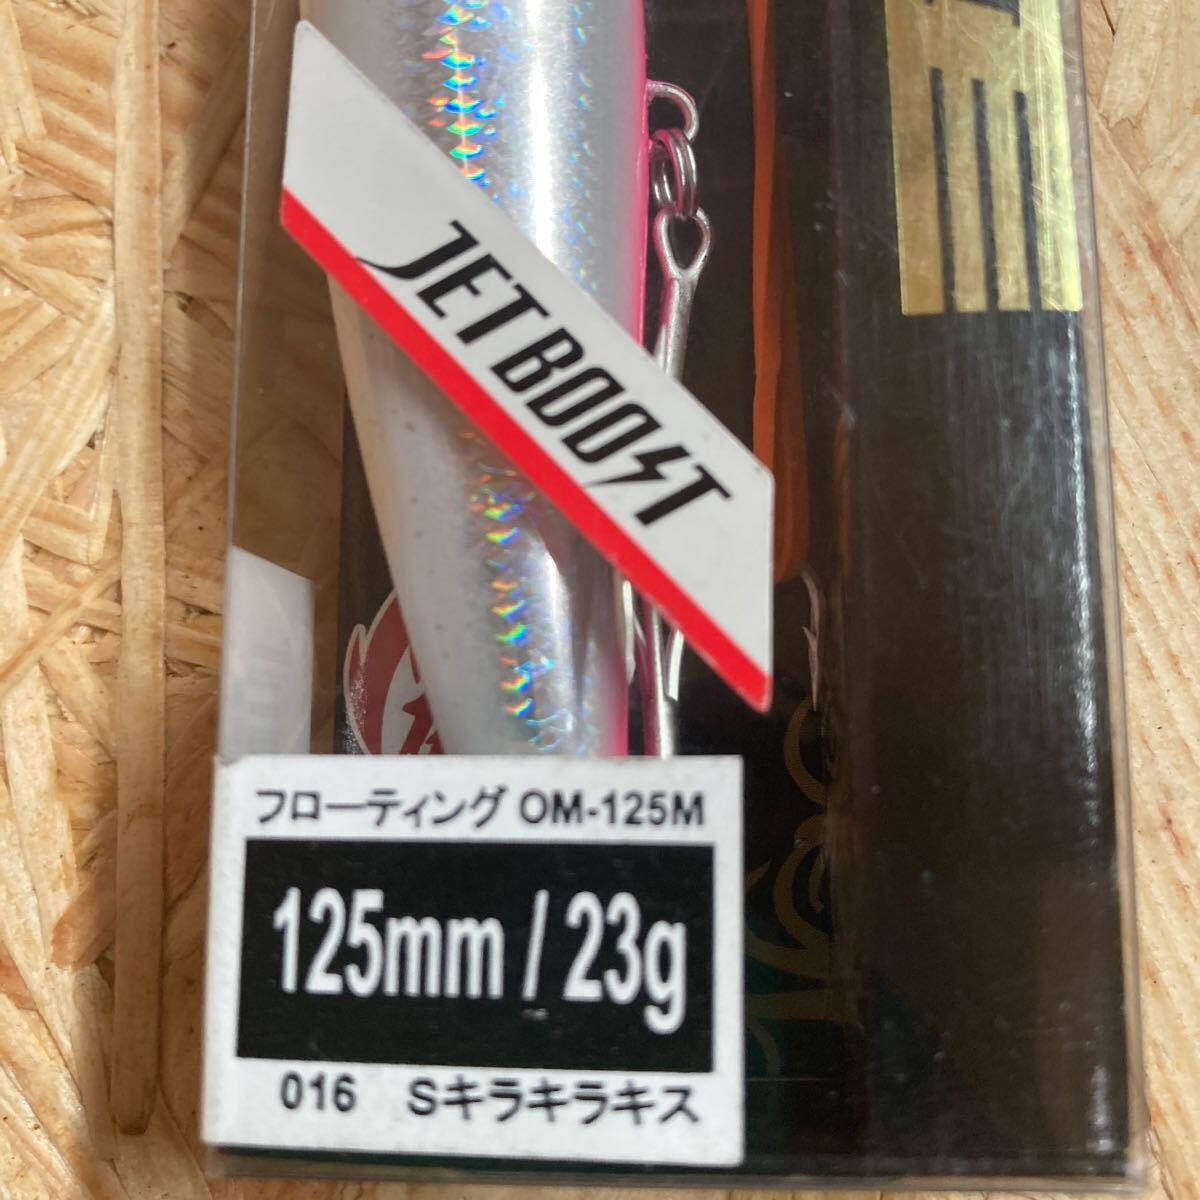 JET BOOST
フローティング OM-125M
125mm / 23g
016 Sキラキラキス